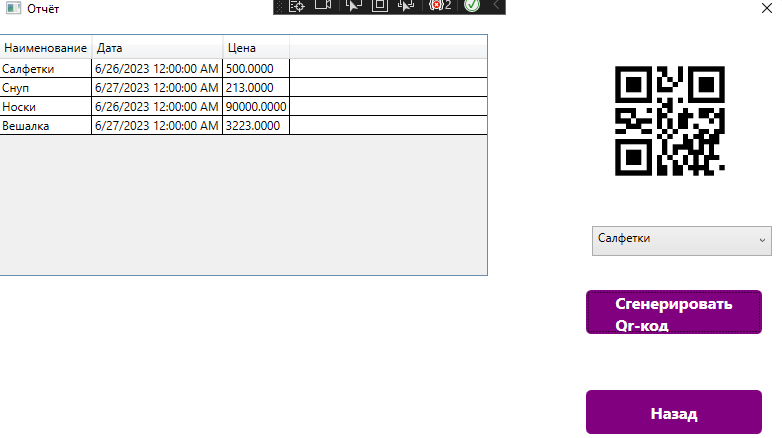 Отчёт
2
Наименование Дата Цена
Салфетки 6/26/2023 12:00:00 AM 500.0000
Снуп 6/27/2023 12:00:00 AM 213.0000
Носки 6/26/2023 12:00:00 AM 90000.0000
Вешалка 6/27/2023 12:00:00 AM 3223.0000
Салфетки
Сгенерировать
Qr-код
Назад